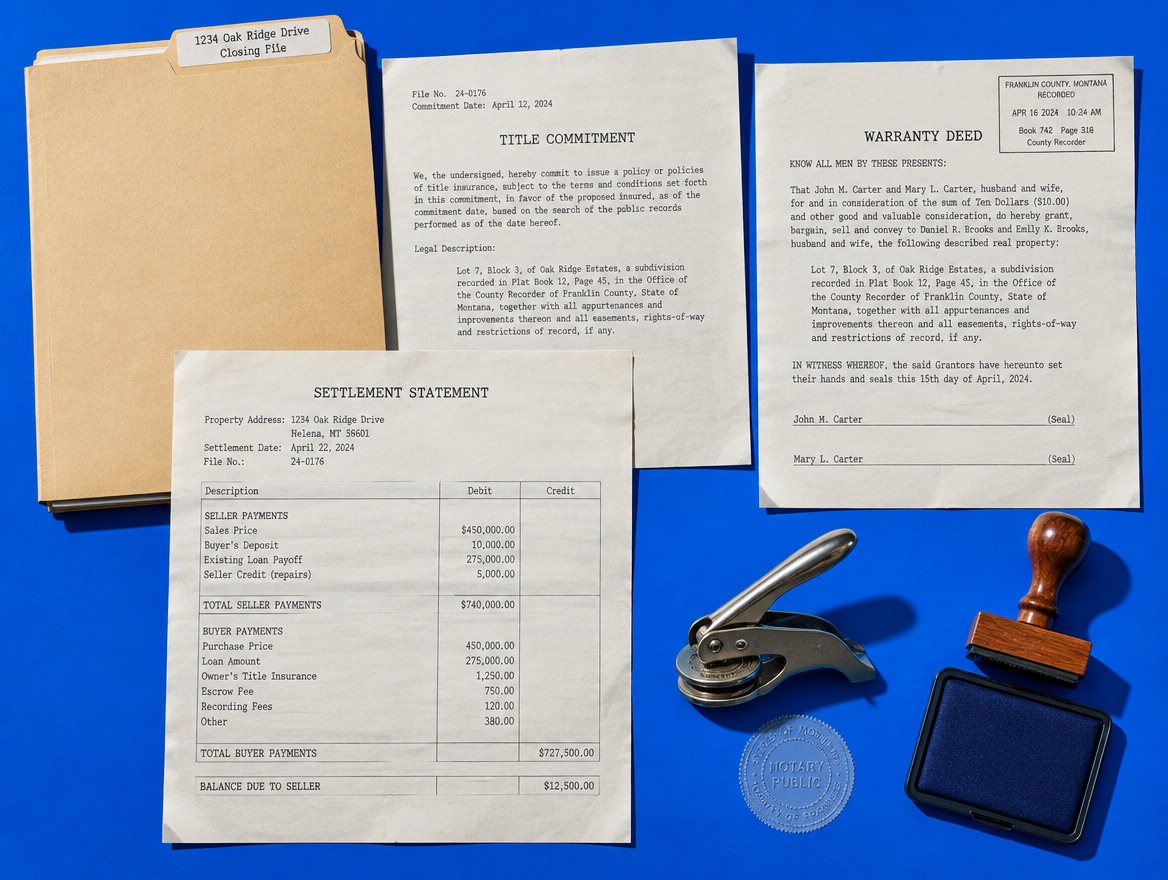 1234 Oak Ridge Drive
Closing File
File No. 24-0176
Commitment Date: April 12, 2024
TITLE COMMITMENT
We, the undersigned, hereby commit to issue a policy or policies
of title insurance, subject to the terms and conditions set forth
in this commitment, in favor of the proposed insured, as of the
commitment date, based on the search of the public records
performed as of the date hereof.
Legal Description:
Lot 7, Block 3, of Oak Ridge Estates, a subdivision
recorded in Plat Book 12, Page 45, in the Office of
the County Recorder of Franklin County, State of
Montana, together with all appurtenances and
improvements thereon and all easements, rights-of-way
and restrictions of record, if any.
FRANKLIN COUNTY, MONTANA
RECORDED
APR 16 2024 10:24 AM
Book 742 Page 318
County Recorder
WARRANTY DEED
KNOW ALL MEN BY THESE PRESENTS:
That John M. Carter and Mary L. Carter, husband and wife,
for and in consideration of the sum of Ten Dollars ($10.00)
and other good and valuable consideration, do hereby grant,
bargain, sell and convey to Daniel R. Brooks and Emily K. Brooks,
husband and wife, the following described real property:
Lot 7, Block 3, of Oak Ridge Estates, a subdivision
recorded in Plat Book 12, Page 45, in the Office of
the County Recorder of Franklin County, State of
Montana, together with all appurtenances and
improvements thereon and all easements, rights-of-way
and restrictions of record, if any.
IN WITNESS WHEREOF, the said Grantors have hereunto set
their hands and seals this 15th day of April, 2024.
John M. Carter (Seal)
Mary L. Carter (Seal)
SETTLEMENT STATEMENT
Property Address: 1234 Oak Ridge Drive
Helena, MT 58601
Settlement Date: April 22, 2024
File No.: 24-0176
Description Debit Credit
SELLER PAYMENTS
Sales Price $450,000.00
Buyer's Deposit 10,000.00
Existing Loan Payoff 275,000.00
Seller Credit (repairs) 5,000.00
TOTAL SELLER PAYMENTS $740,000.00
BUYER PAYMENTS
Purchase Price 450,000.00
Loan Amount 275,000.00
Owner's Title Insurance 1,250.00
Escrow Fee 750.00
Recording Fees 120.00
Other 380.00
TOTAL BUYER PAYMENTS $727,500.00
BALANCE DUE TO SELLER $12,500.00
NOTARY
PUBLIC